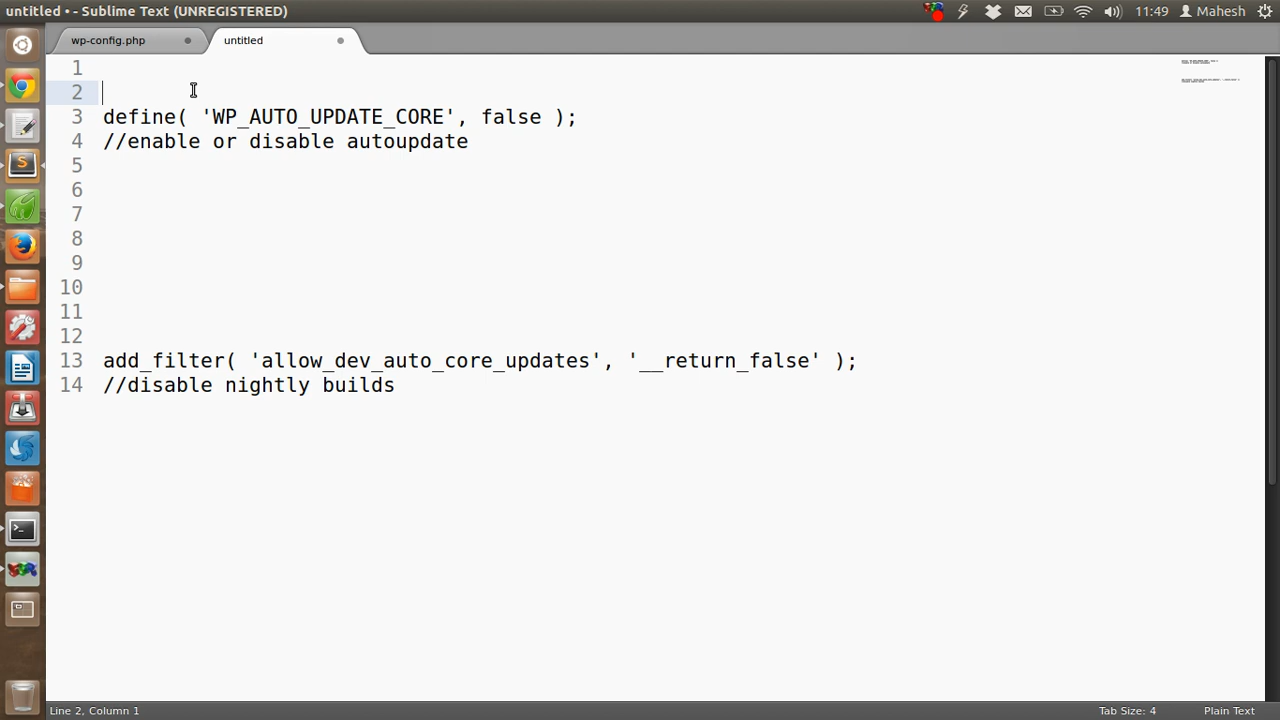 untitled • - Sublime Text (UNREGISTERED)
11:49 Mahesh
wp-config.php
untitled
1
2
3 define( 'WP_AUTO_UPDATE_CORE', false );
4 //enable or disable autoupdate
5
6
7
8
9
10
11
12
13 add_filter( 'allow_dev_auto_core_updates', '__return_false' );
14 //disable nightly builds
Line 2, Column 1
Tab Size: 4
Plain Text